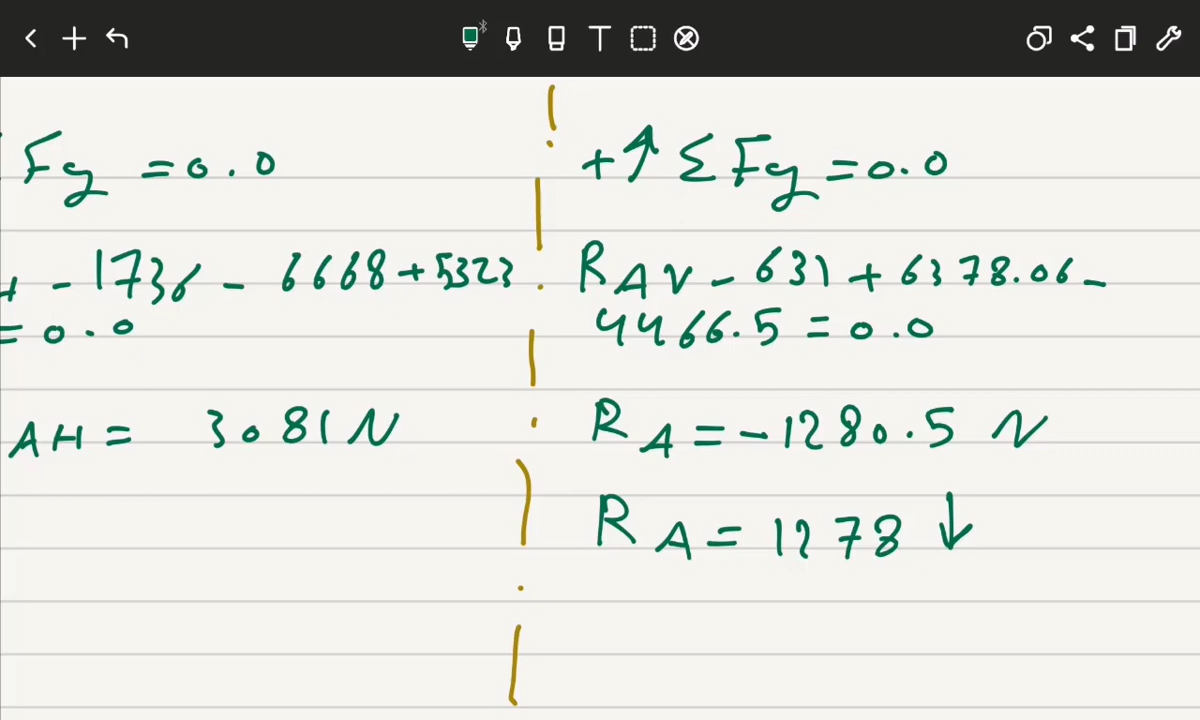 Fy = 0.0
- 1736 - 6668 + 5323
= 0.0
AH = 3081 N
+↑ Σ Fy = 0.0
RAV - 631 + 6378.06 -
4466.5 = 0.0
RA = -1280.5 N
RA = 1278 ↓